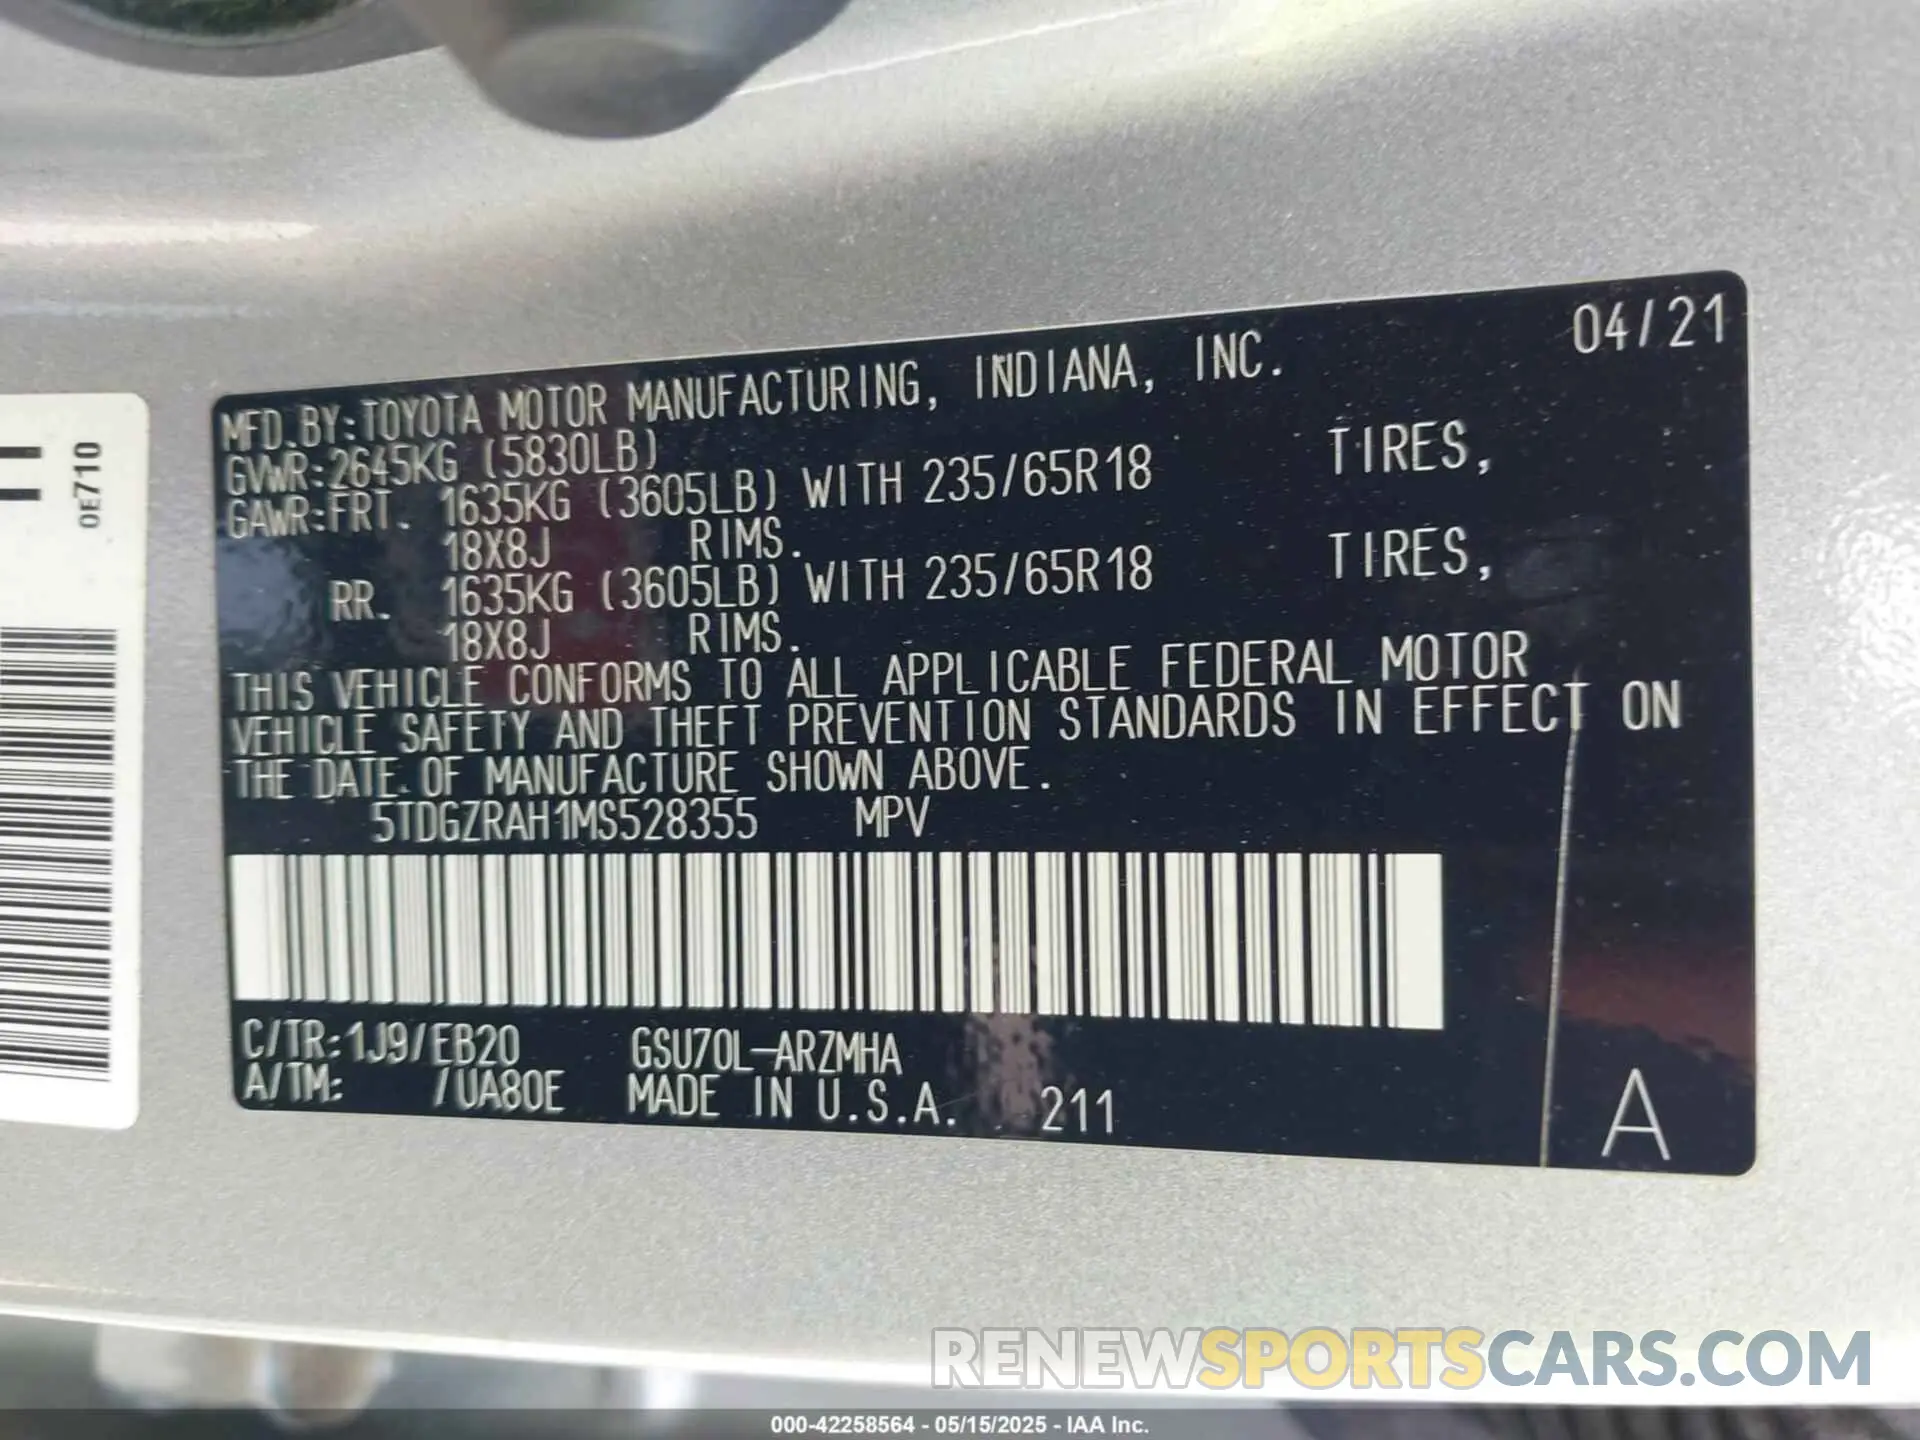 04/21
MFD.BY:TOYOTA MOTOR MANUFACTURING, INDIANA, INC.
GVWR:2645KG (5830LB)
GAWR:FRT. 1635KG (3605LB) WITH 235/65R18 TIRES,
18X8J RIMS.
RR. 1635KG (3605LB) WITH 235/65R18 TIRES,
18X8J RIMS.
THIS VEHICLE CONFORMS TO ALL APPLICABLE FEDERAL MOTOR
VEHICLE SAFETY AND THEFT PREVENTION STANDARDS IN EFFECT ON
THE DATE OF MANUFACTURE SHOWN ABOVE.
5TDGZRAH1MS528355 MPV
C/TR:1J9/EB20 GSU70L-ARZMHA
A/TM: /UA80E MADE IN U.S.A. 211
A
0E710
RENEWSPORTSCARS.COM
000-42258564 - 05/15/2025 - IAA Inc.